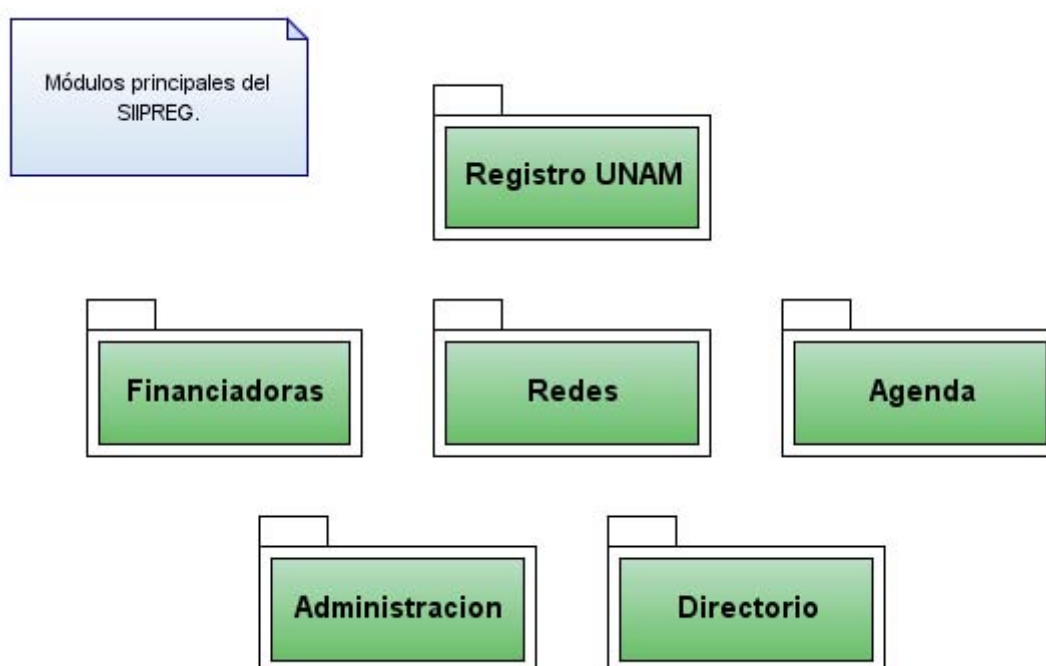 Módulos principales del
SIIPREG.
Registro UNAM
Financiadoras
Redes
Agenda
Administracion
Directorio